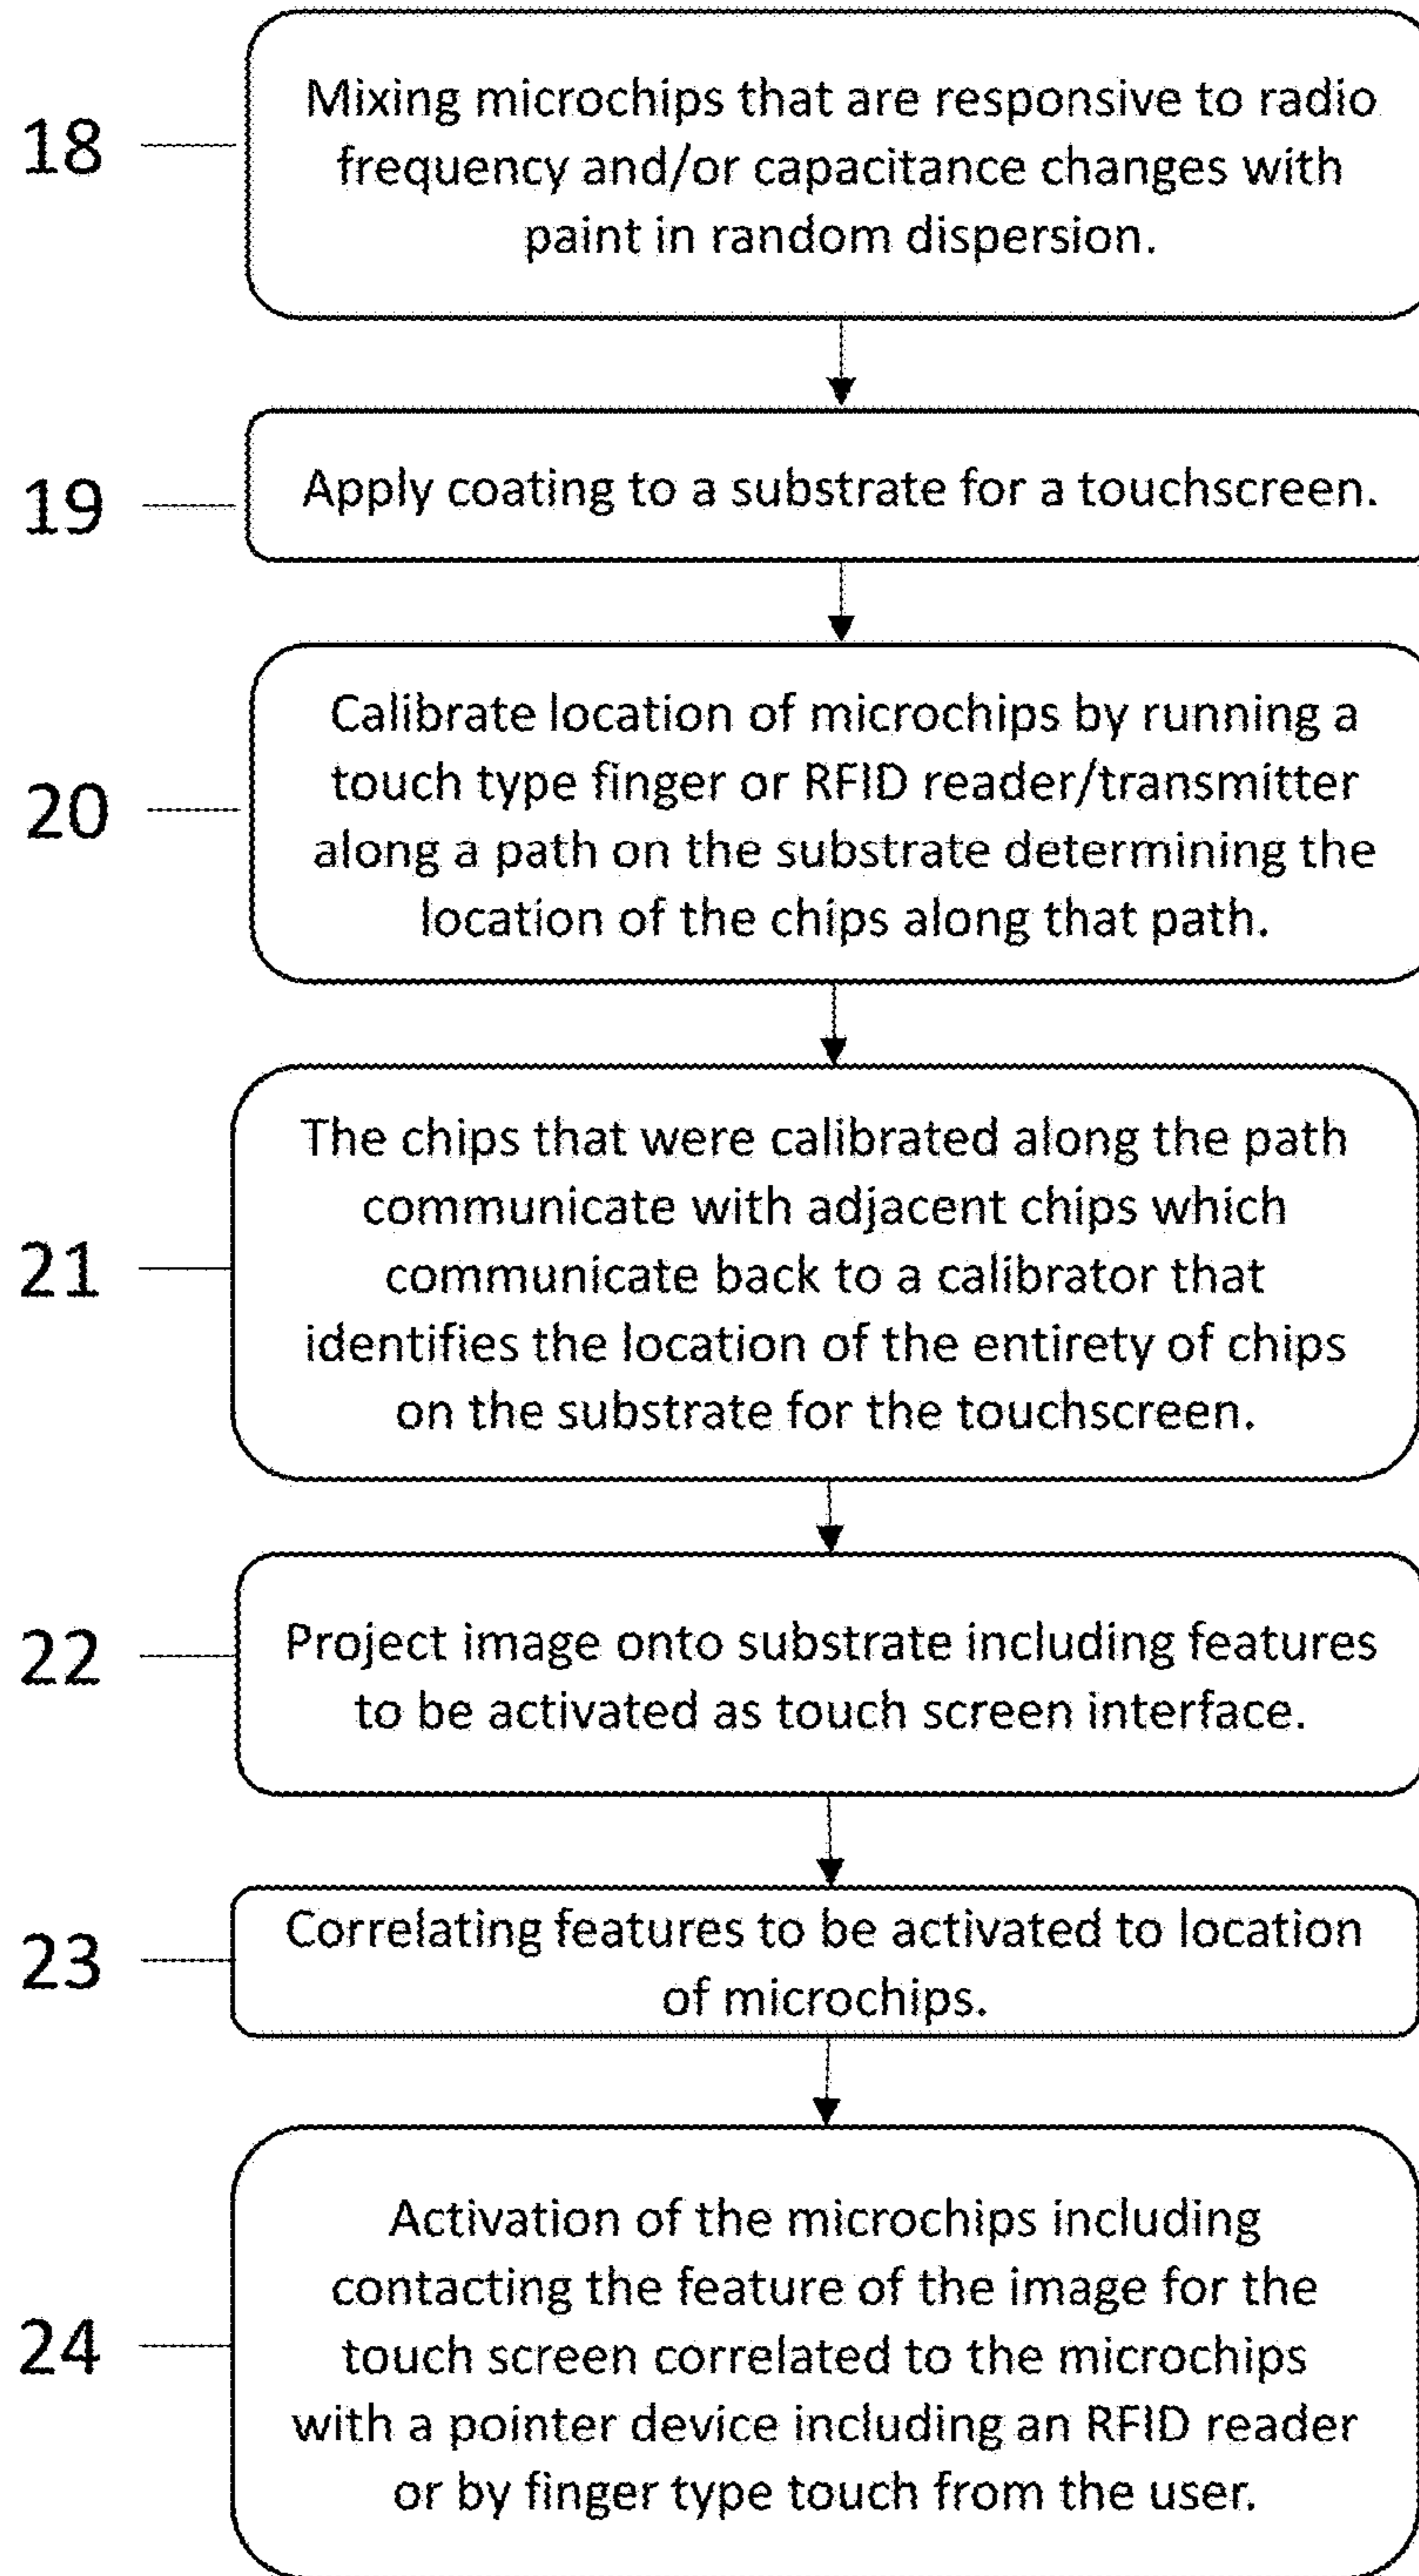 18
Mixing microchips that are responsive to radio
frequency and/or capacitance changes with
paint in random dispersion.
19
Apply coating to a substrate for a touchscreen.
20
Calibrate location of microchips by running a
touch type finger or RFID reader/transmitter
along a path on the substrate determining the
location of the chips along that path.
21
The chips that were calibrated along the path
communicate with adjacent chips which
communicate back to a calibrator that
identifies the location of the entirety of chips
on the substrate for the touchscreen.
22
Project image onto substrate including features
to be activated as touch screen interface.
23
Correlating features to be activated to location
of microchips.
24
Activation of the microchips including
contacting the feature of the image for the
touch screen correlated to the microchips
with a pointer device including an RFID reader
or by finger type touch from the user.